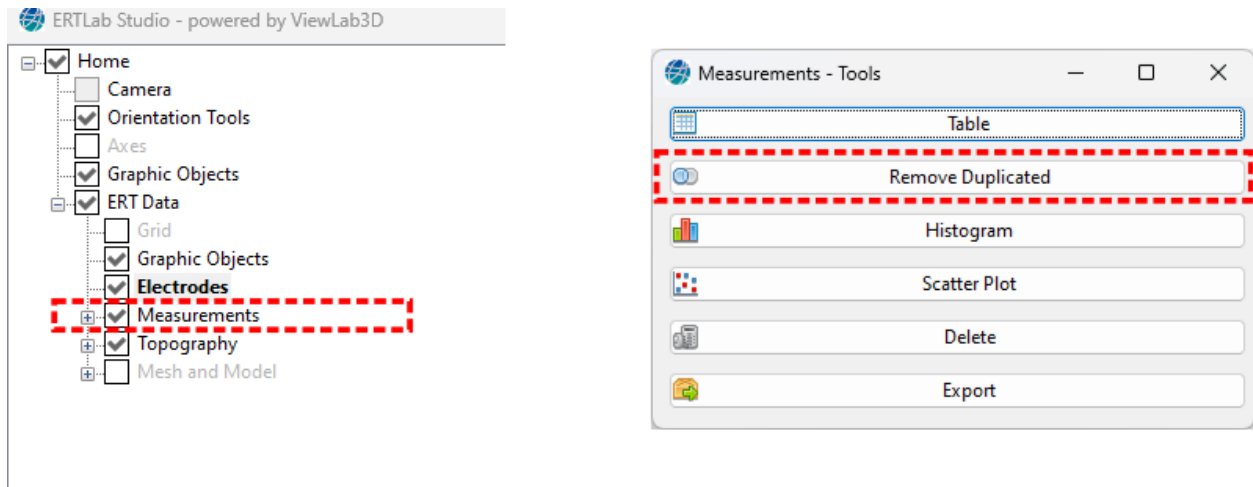 ERTLab Studio - powered by ViewLab3D
Home
Camera
Orientation Tools
Axes
Graphic Objects
ERT Data
Grid
Graphic Objects
Electrodes
Measurements
Topography
Mesh and Model
Measurements - Tools
Table
Remove Duplicated
Histogram
Scatter Plot
Delete
Export